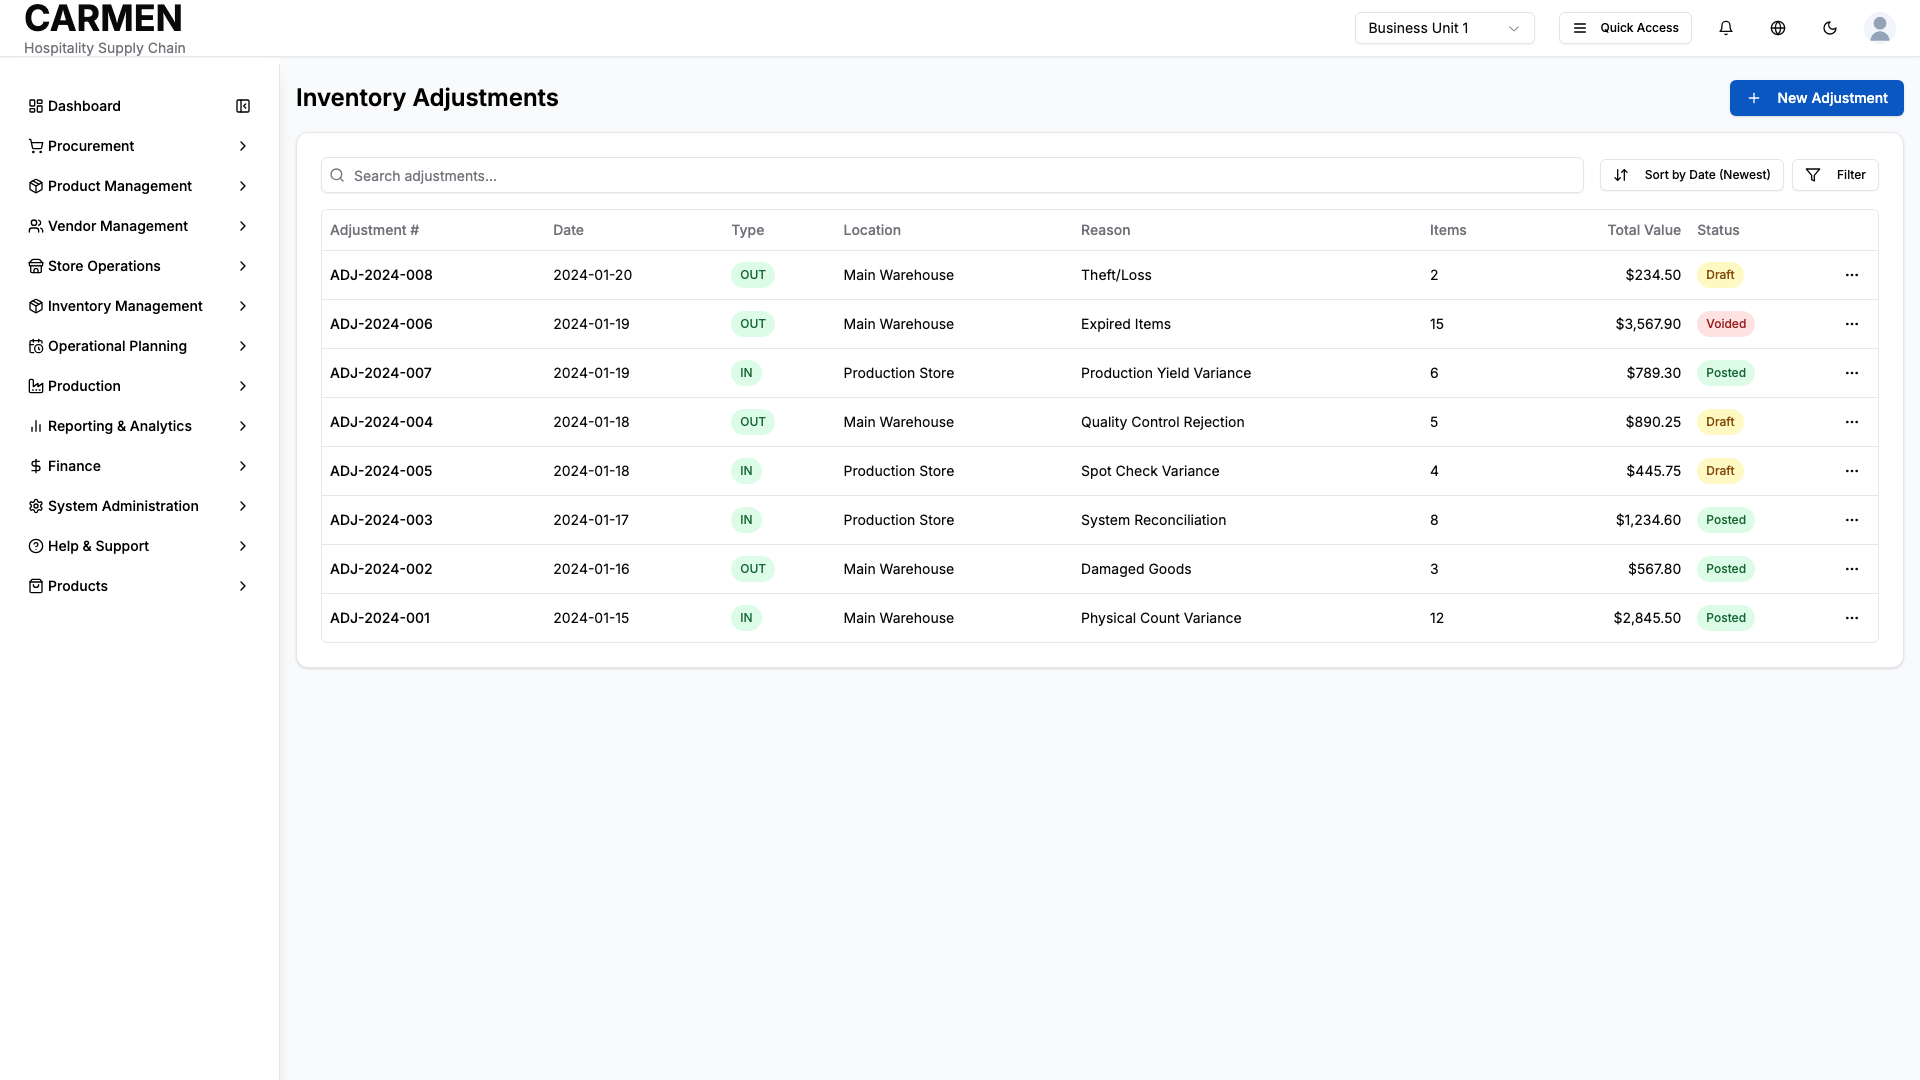 CARMEN
Hospitality Supply Chain
Business Unit 1
Quick Access
Dashboard
Procurement
Product Management
Vendor Management
Store Operations
Inventory Management
Operational Planning
Production
Reporting & Analytics
Finance
System Administration
Help & Support
Products
Inventory Adjustments
New Adjustment
Search adjustments...
Sort by Date (Newest)
Filter
Adjustment # Date Type Location Reason Items Total Value Status
ADJ-2024-008 2024-01-20 OUT Main Warehouse Theft/Loss 2 $234.50 Draft
ADJ-2024-006 2024-01-19 OUT Main Warehouse Expired Items 15 $3,567.90 Voided
ADJ-2024-007 2024-01-19 IN Production Store Production Yield Variance 6 $789.30 Posted
ADJ-2024-004 2024-01-18 OUT Main Warehouse Quality Control Rejection 5 $890.25 Draft
ADJ-2024-005 2024-01-18 IN Production Store Spot Check Variance 4 $445.75 Draft
ADJ-2024-003 2024-01-17 IN Production Store System Reconciliation 8 $1,234.60 Posted
ADJ-2024-002 2024-01-16 OUT Main Warehouse Damaged Goods 3 $567.80 Posted
ADJ-2024-001 2024-01-15 IN Main Warehouse Physical Count Variance 12 $2,845.50 Posted